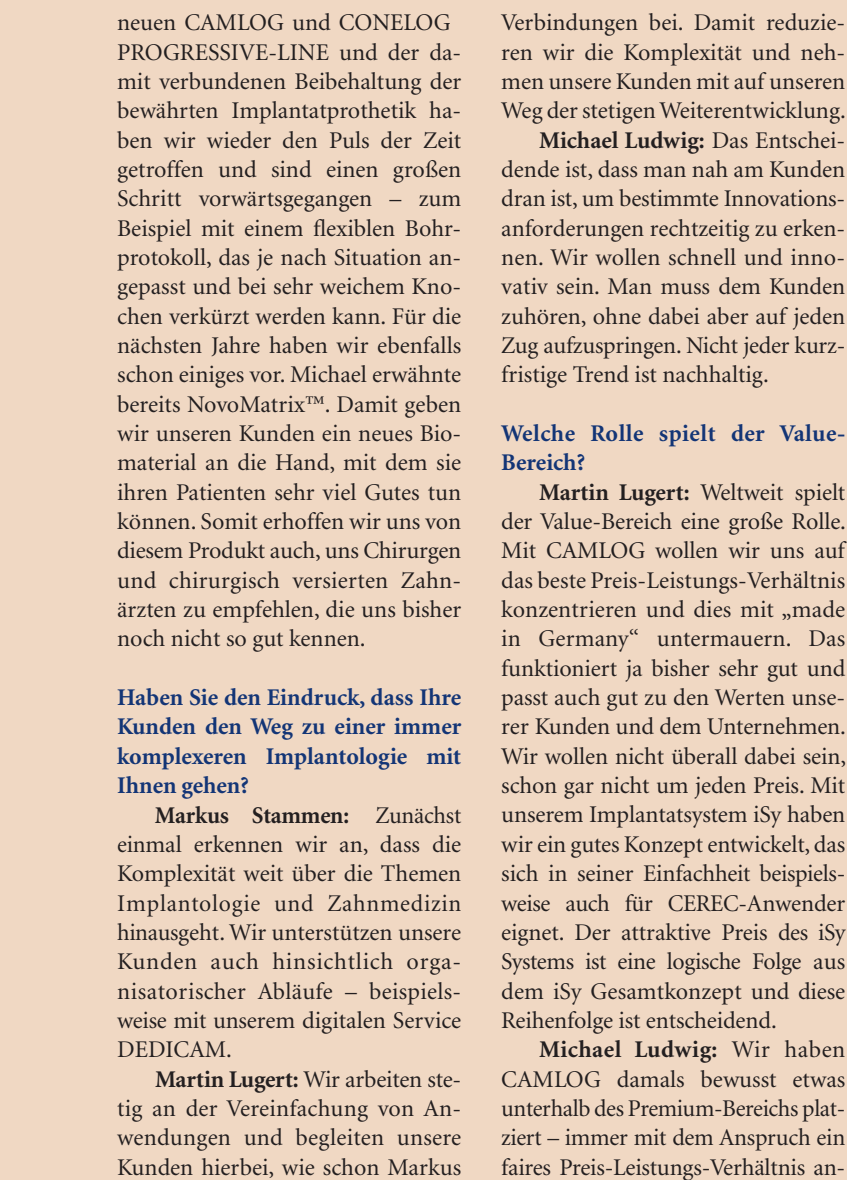 neuen CAMLOG und CONELOG
PROGRESSIVE-LINE und der da-
mit verbundenen Beibehaltung der
bewährten Implantatprothetik ha-
ben wir wieder den Puls der Zeit
getroffen und sind einen großen
Schritt vorwärtsgegangen – zum
Beispiel mit einem flexiblen Bohr-
protokoll, das je nach Situation an-
gepasst und bei sehr weichem Kno-
chen verkürzt werden kann. Für die
nächsten Jahre haben wir ebenfalls
schon einiges vor. Michael erwähnte
bereits NovoMatrix™. Damit geben
wir unseren Kunden ein neues Bio-
material an die Hand, mit dem sie
ihren Patienten sehr viel Gutes tun
können. Somit erhoffen wir uns von
diesem Produkt auch, uns Chirurgen
und chirurgisch versierten Zahn-
ärzten zu empfehlen, die uns bisher
noch nicht so gut kennen.
Haben Sie den Eindruck, dass Ihre
Kunden den Weg zu einer immer
komplexeren Implantologie mit
Ihnen gehen?
Markus Stammen: Zunächst
einmal erkennen wir an, dass die
Komplexität weit über die Themen
Implantologie und Zahnmedizin
hinausgeht. Wir unterstützen unsere
Kunden auch hinsichtlich orga-
nisatorischer Abläufe – beispiels-
weise mit unserem digitalen Service
DEDICAM.
Martin Lugert: Wir arbeiten ste-
tig an der Vereinfachung von An-
wendungen und begleiten unsere
Kunden hierbei, wie schon Markus
Verbindungen bei. Damit reduzie-
ren wir die Komplexität und neh-
men unsere Kunden mit auf unseren
Weg der stetigen Weiterentwicklung.
Michael Ludwig: Das Entschei-
dende ist, dass man nah am Kunden
dran ist, um bestimmte Innovations-
anforderungen rechtzeitig zu erken-
nen. Wir wollen schnell und inno-
vativ sein. Man muss dem Kunden
zuhören, ohne dabei aber auf jeden
Zug aufzuspringen. Nicht jeder kurz-
fristige Trend ist nachhaltig.
Welche Rolle spielt der Value-
Bereich?
Martin Lugert: Weltweit spielt
der Value-Bereich eine große Rolle.
Mit CAMLOG wollen wir uns auf
das beste Preis-Leistungs-Verhältnis
konzentrieren und dies mit „made
in Germany“ untermauern. Das
funktioniert ja bisher sehr gut und
passt auch gut zu den Werten unse-
rer Kunden und dem Unternehmen.
Wir wollen nicht überall dabei sein,
schon gar nicht um jeden Preis. Mit
unserem Implantatsystem iSy haben
wir ein gutes Konzept entwickelt, das
sich in seiner Einfachheit beispiels-
weise auch für CEREC-Anwender
eignet. Der attraktive Preis des iSy
Systems ist eine logische Folge aus
dem iSy Gesamtkonzept und diese
Reihenfolge ist entscheidend.
Michael Ludwig: Wir haben
CAMLOG damals bewusst etwas
unterhalb des Premium-Bereichs plat-
ziert – immer mit dem Anspruch ein
faires Preis-Leistungs-Verhältnis an-